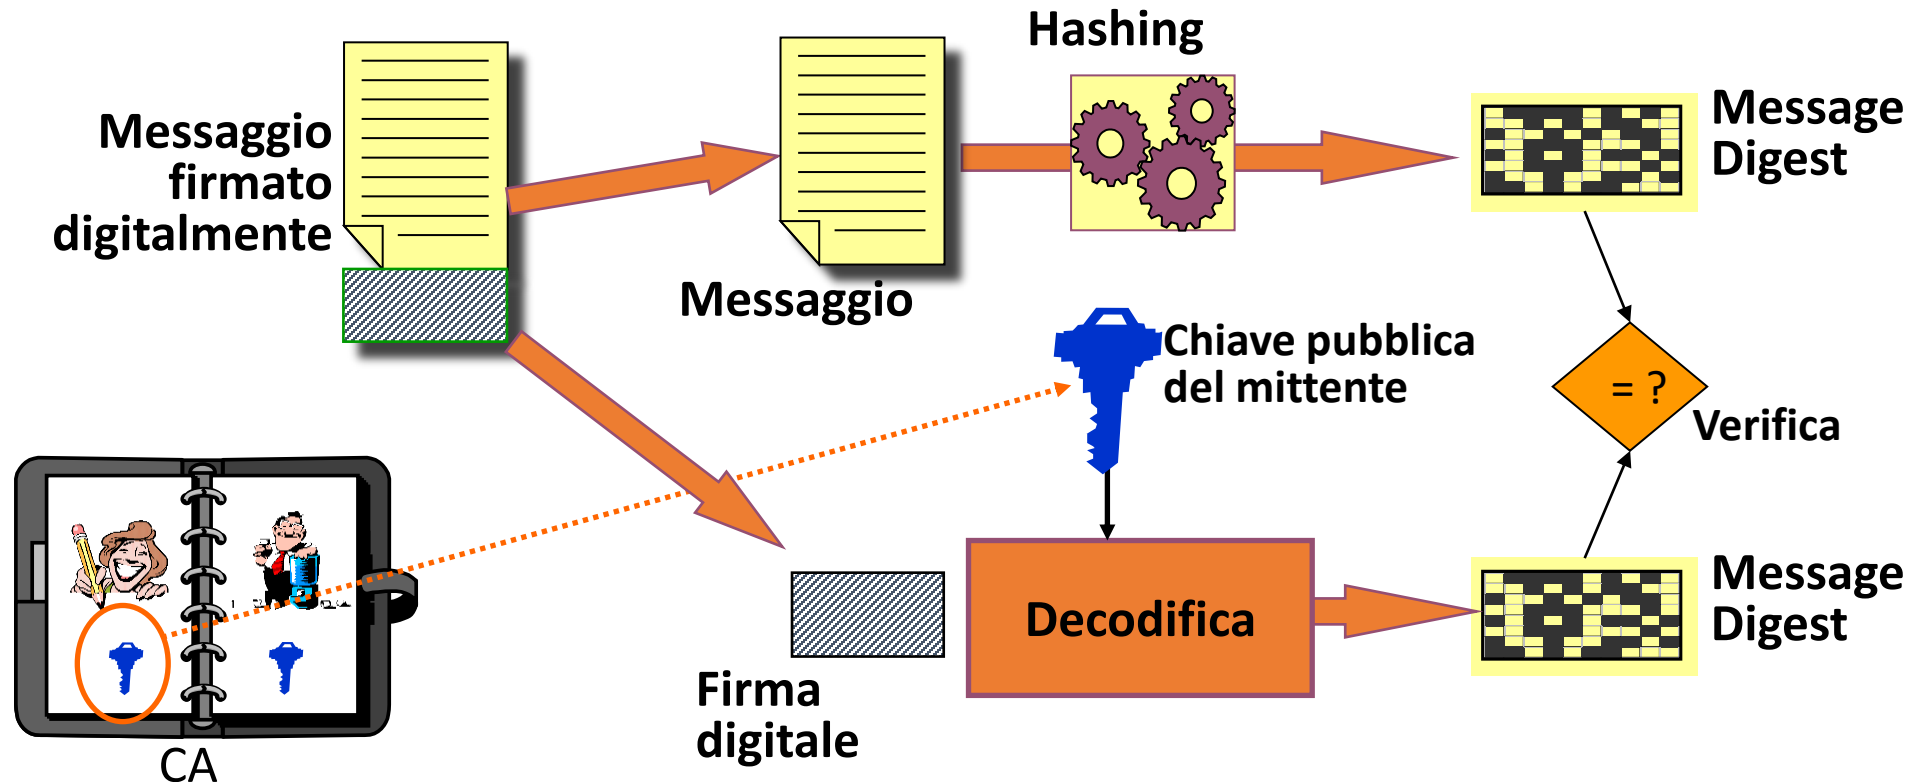 Hashing
Messaggio
firmato
digitalmente
Message
Digest
Messaggio
Chiave pubblica
del mittente
= ?
Verifica
Decodifica
Message
Digest
Firma
digitale
CA